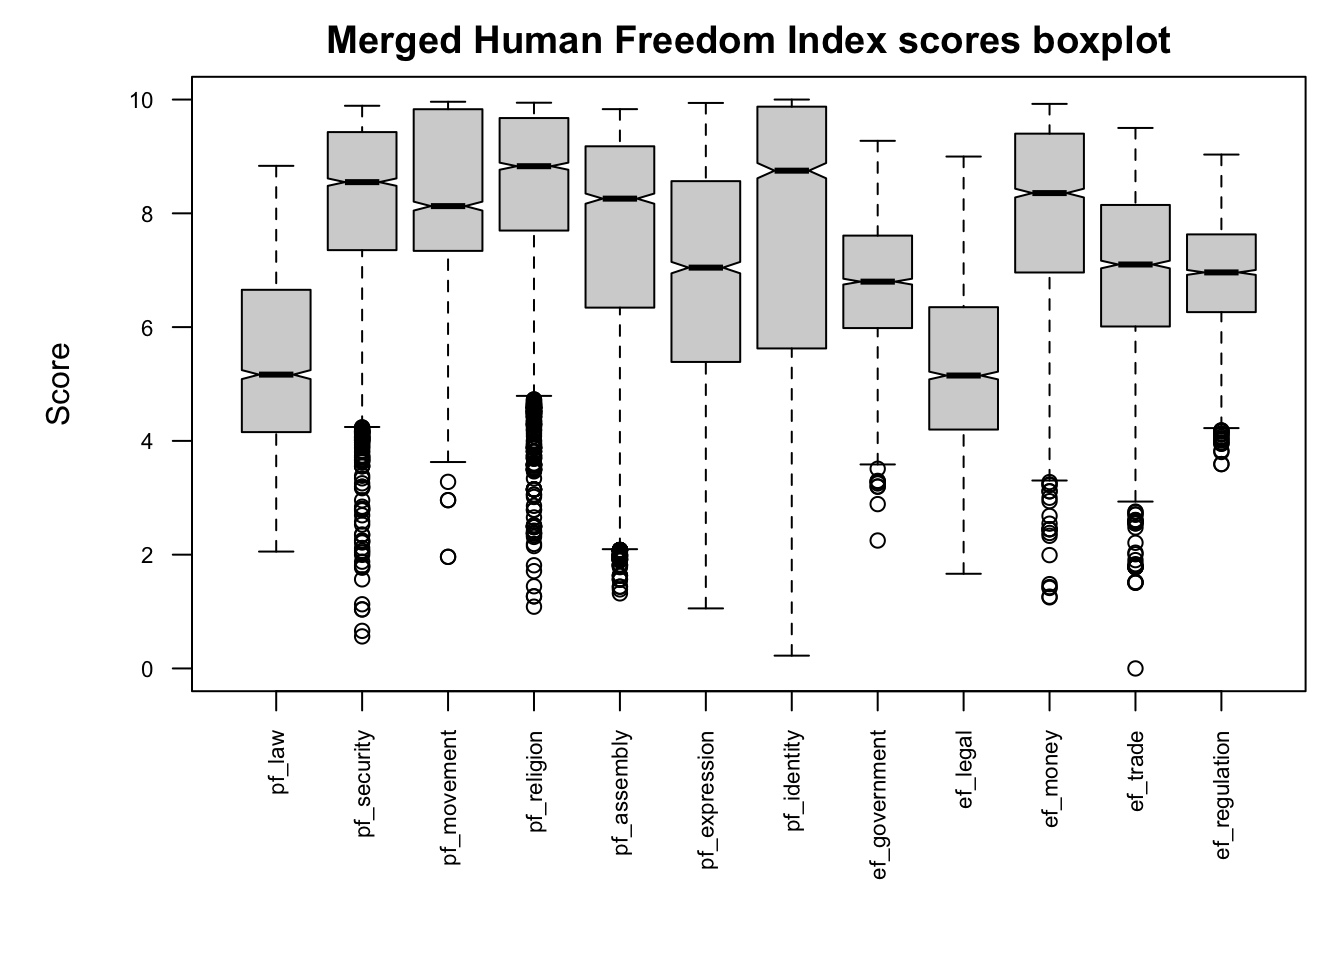 Merged Human Freedom Index scores boxplot
Score
10
8
6
4
2
0
pf_law
pf_security
pf_movement
pf_religion
pf_assembly
pf_expression
pf_identity
ef_government
ef_legal
ef_money
ef_trade
ef_regulation